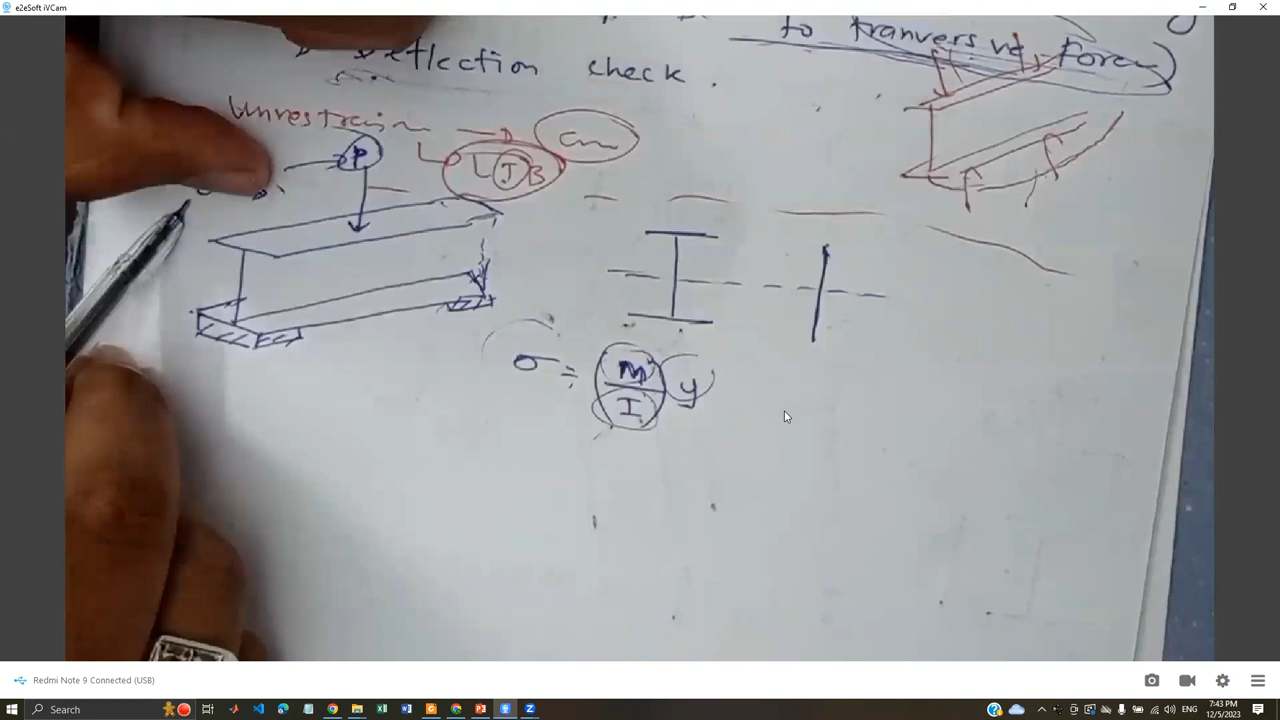 e2eSoft iVCam
to tranversve Force)
Deflection check.
Unrestrain
P
LTB
Cm
σ = M/I y
Redmi Note 9 Connected (USB)
Search
ENG
7:43 PM
12/5/2023